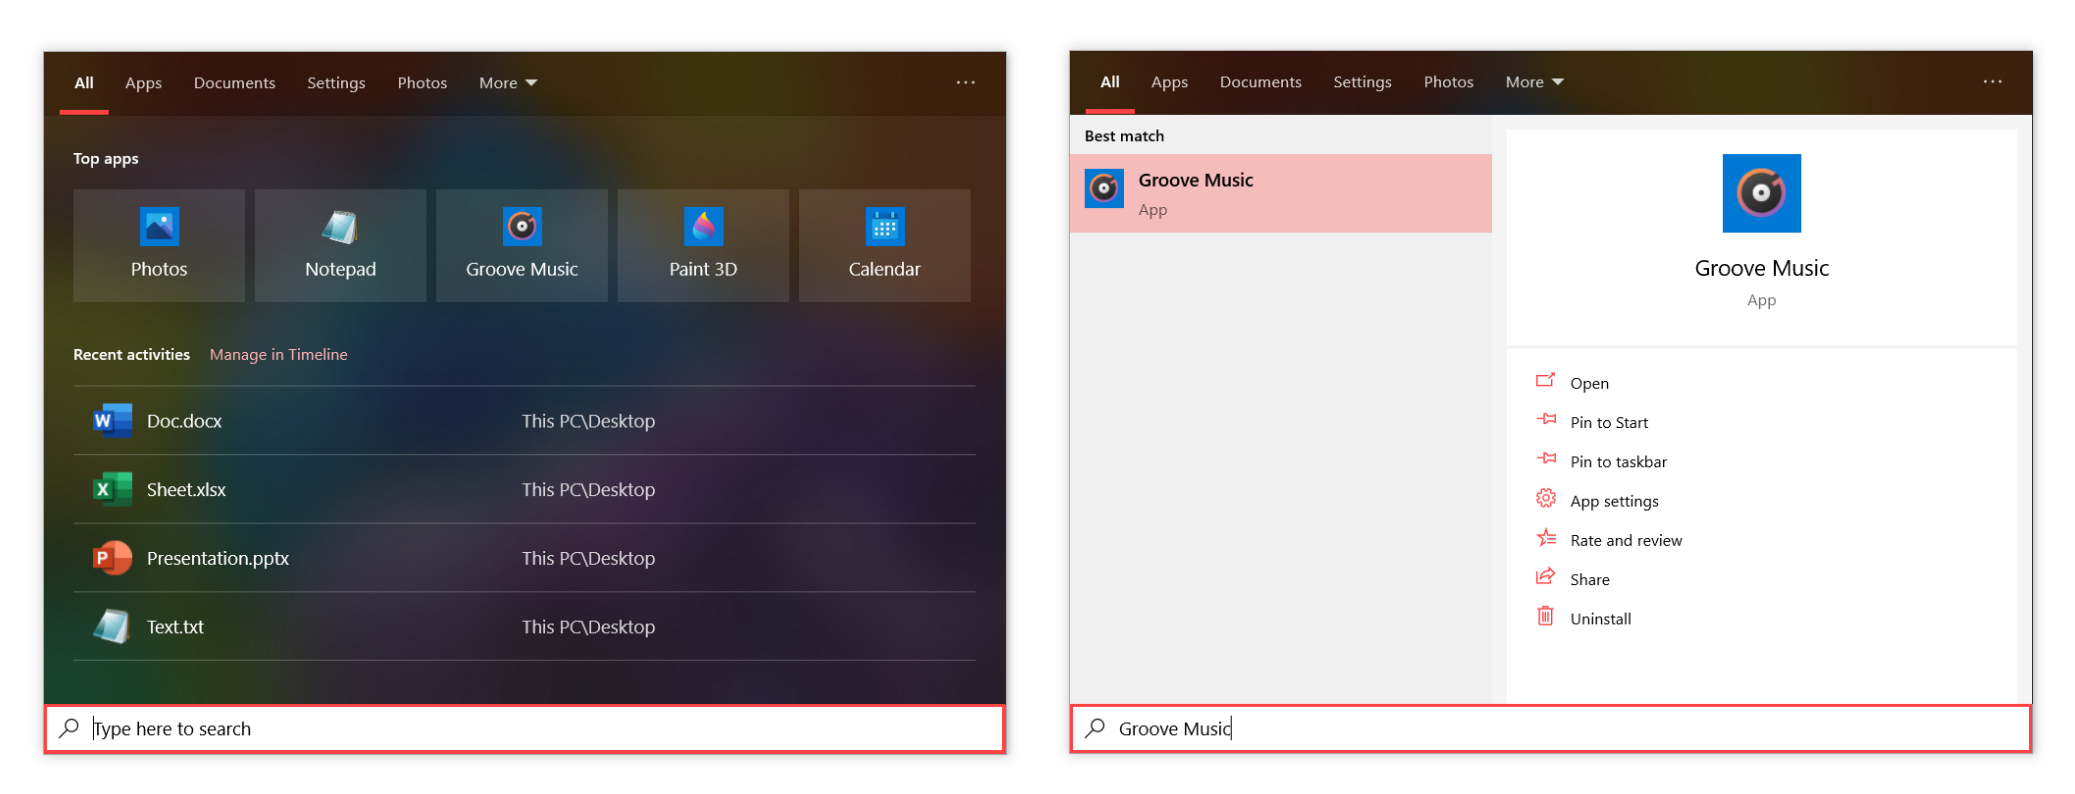 All Apps Documents Settings Photos More ...
Top apps
Photos Notepad Groove Music Paint 3D Calendar
Recent activities Manage in Timeline
Doc.docx This PC\Desktop
Sheet.xlsx This PC\Desktop
Presentation.pptx This PC\Desktop
Text.txt This PC\Desktop
Type here to search
All Apps Documents Settings Photos More ...
Best match
Groove Music
App
Groove Music
App
Open
Pin to Start
Pin to taskbar
App settings
Rate and review
Share
Uninstall
Groove Music